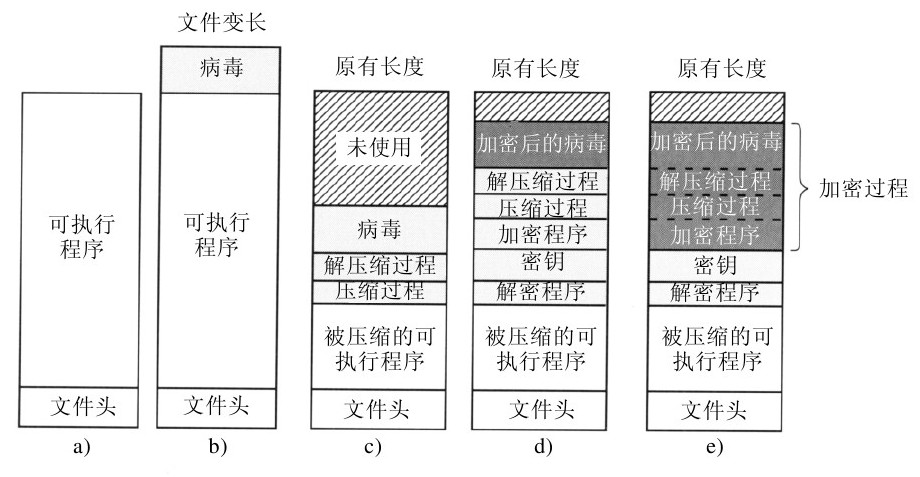 文件变长
病毒
可执行
程序
文件头
a)
可执行
程序
文件头
b)
原有长度
未使用
病毒
解压缩过程
压缩过程
被压缩的可
执行程序
文件头
c)
原有长度
加密后的病毒
解压缩过程
压缩过程
加密程序
密钥
解密程序
被压缩的可
执行程序
文件头
d)
原有长度
加密后的病毒
解压缩过程
压缩过程
加密程序
密钥
解密程序
被压缩的可
执行程序
文件头
e)
加密过程